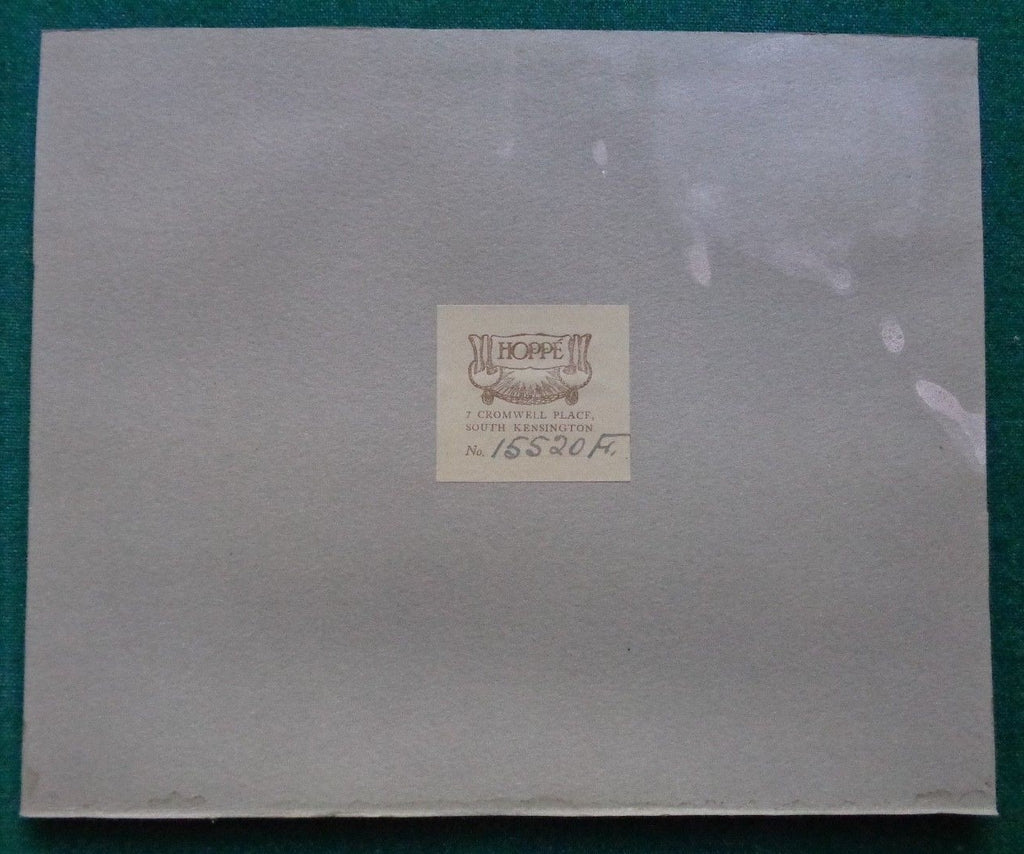 HOPPÉ
7 CROMWELL PLACE,
SOUTH KENSINGTON
No. 15520 F.